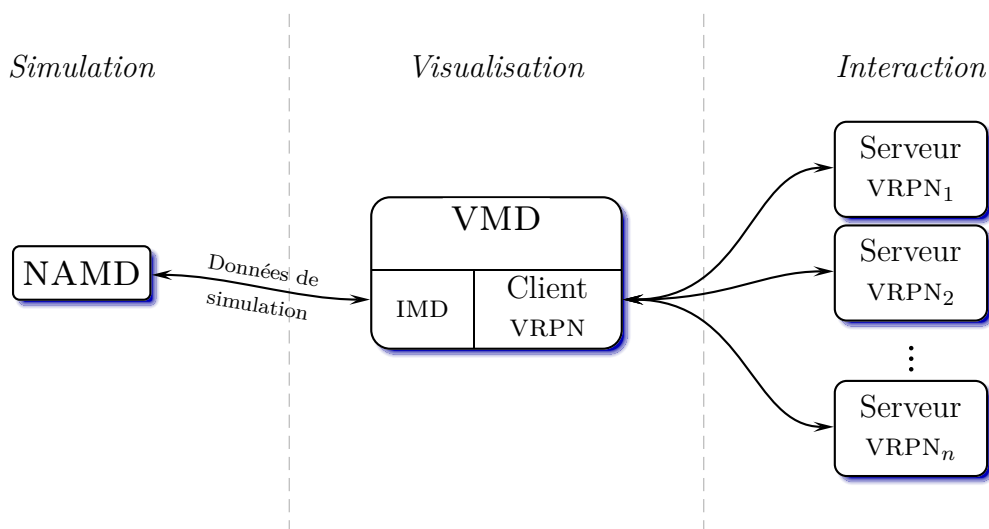 Simulation
Visualisation
Interaction
NAMD
Données de
simulation
VMD
IMD
Client
VRPN
Serveur
VRPN₁
Serveur
VRPN₂
⋮
Serveur
VRPNₙ